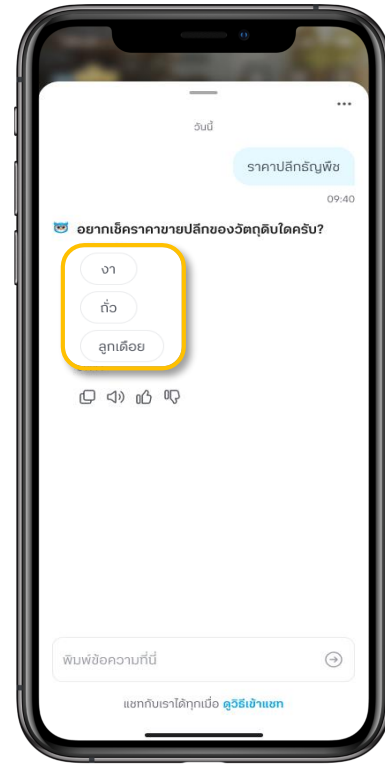 วันนี้
ราคาปลีกธัญพืช
09:40
อยากเช็คราคาขายปลีกของวัตถุดิบใดครับ?
งา
ถั่ว
ลูกเดือย
พิมพ์ข้อความที่นี่
แชทกับเราได้ทุกเมื่อ ดูวิธีเข้าแชท